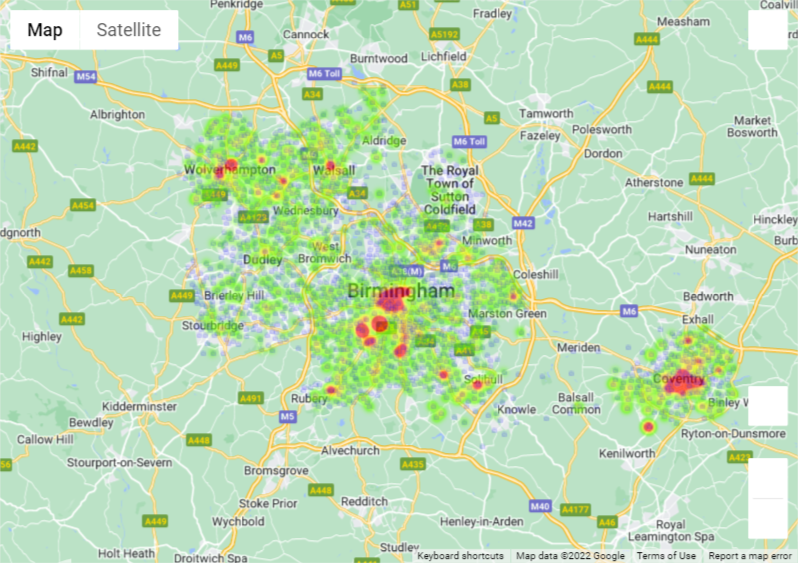 Penkridge
A51
Coalvill
Map Satellite
Fradley
Measham
M6
Cannock
A5192
A444
A5
Burntwood
Lichfield
Shifnal
M54
A449
M6 Toll
A38
A444
A34
Albrighton
A5
Tamworth
Market
Bosworth
Fazeley
Polesworth
A442
Aldridge
M6 Toll
Dordon
Wolverhampton
Walsall
The Royal
Town of
Sutton
Coldfield
Atherstone
A444
A454
A34
Wednesbury
Hartshill
Hinckley
dgnorth
A4123
A38
M42
Burb
West
Bromwich
Minworth
Nuneaton
A442
A458
Dudley
A38(M)
M6
Coleshill
A449
Brierley Hill
Birmingham
Bedworth
A442
Stourbridge
Marston Green
M6
Exhall
Highley
Meriden
Coventry
Solihull
A491
Rubery
Balsall
Common
Binley W
Kidderminster
M5
Knowle
Bewdley
Ryton-on-Dunsmore
Callow Hill
A448
Alvechurch
Kenilworth
Stourport-on-Severn
A435
Bromsgrove
A448
Stoke Prior
Redditch
M40
A4177
A449
Wychbold
Henley-in-Arden
A46
Royal
Leamington Spa
Holt Heath
Droitwich Spa
Studley
Keyboard shortcuts Map data ©2022 Google Terms of Use Report a map error